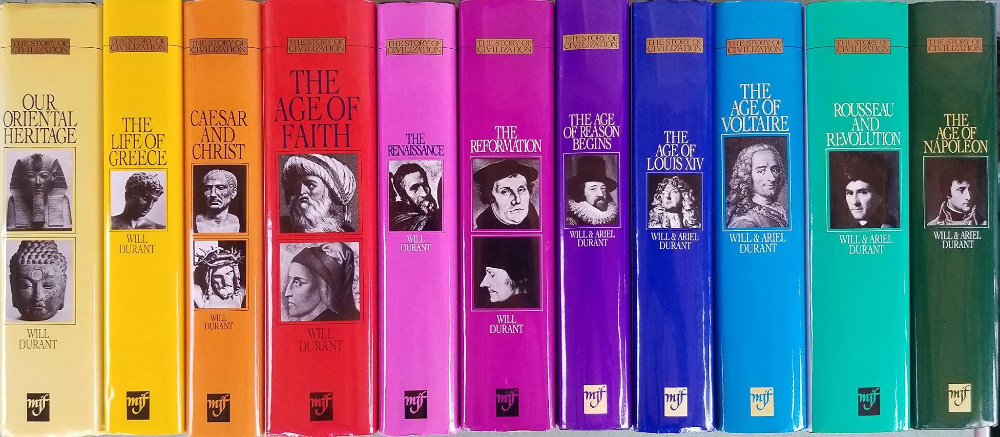 THE STORY OF
CIVILIZATION
OUR
ORIENTAL
HERITAGE
WILL
DURANT
mjf
THE STORY OF
CIVILIZATION
THE
LIFE OF
GREECE
WILL
DURANT
mjf
THE STORY OF
CIVILIZATION
CAESAR
AND
CHRIST
WILL
DURANT
mjf
THE STORY OF
CIVILIZATION
THE
AGE OF
FAITH
WILL
DURANT
mjf
THE STORY OF
CIVILIZATION
THE
RENAISSANCE
WILL
DURANT
mjf
THE STORY OF
CIVILIZATION
THE
REFORMATION
WILL
DURANT
mjf
THE STORY OF
CIVILIZATION
THE AGE
OF REASON
BEGINS
WILL & ARIEL
DURANT
mjf
THE STORY OF
CIVILIZATION
THE
AGE OF
LOUIS XIV
WILL & ARIEL
DURANT
mjf
THE STORY OF
CIVILIZATION
THE
AGE OF
VOLTAIRE
WILL & ARIEL
DURANT
mjf
THE STORY OF
CIVILIZATION
ROUSSEAU
AND
REVOLUTION
WILL & ARIEL
DURANT
mjf
THE STORY OF
CIVILIZATION
THE
AGE OF
NAPOLEON
WILL & ARIEL
DURANT
mjf